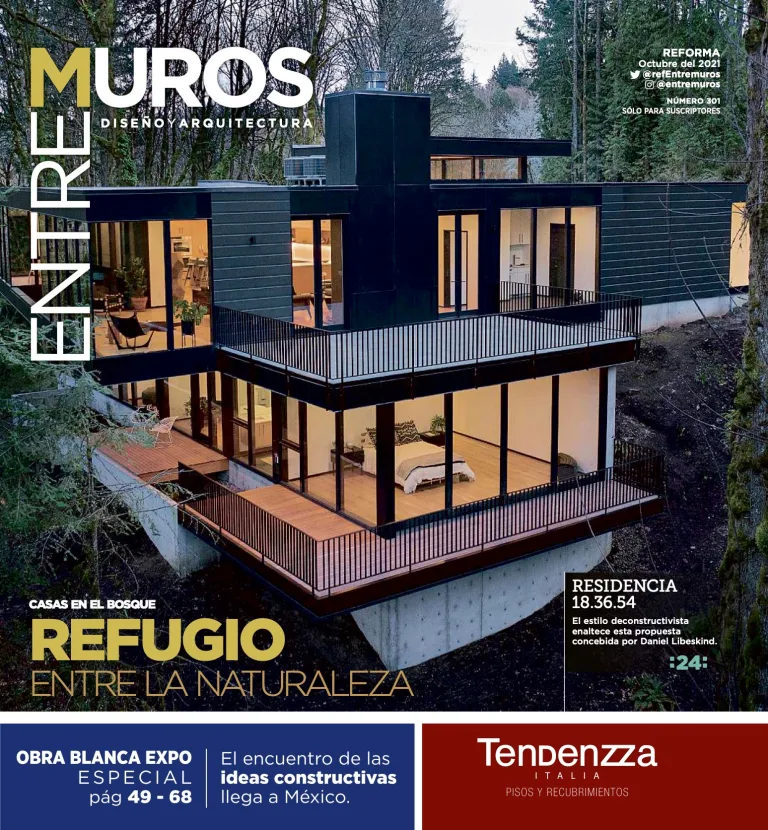 ENTREMUROS
DISEÑO Y ARQUITECTURA
REFORMA
Octubre del 2021
@refEntremuros
@entremuros
NÚMERO 301
SÓLO PARA SUSCRIPTORES
CASAS EN EL BOSQUE
REFUGIO
ENTRE LA NATURALEZA
RESIDENCIA
18.36.54
El estilo deconstructivista
enaltece esta propuesta
concebida por Daniel Libeskind.
:24:
OBRA BLANCA EXPO
ESPECIAL
pág 49 - 68
El encuentro de las
ideas constructivas
llega a México.
TENDENZZA
ITALIA
PISOS Y RECUBRIMIENTOS